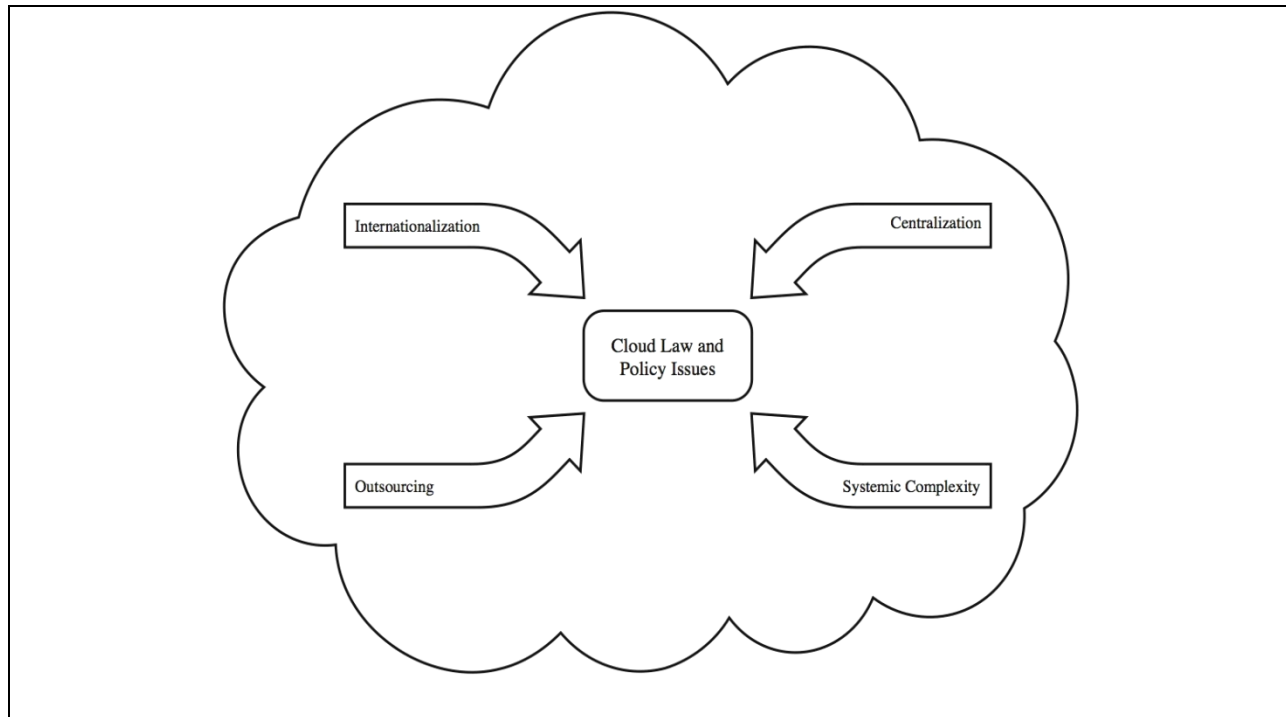 Internationalization
Centralization
Cloud Law and
Policy Issues
Outsourcing
Systemic Complexity